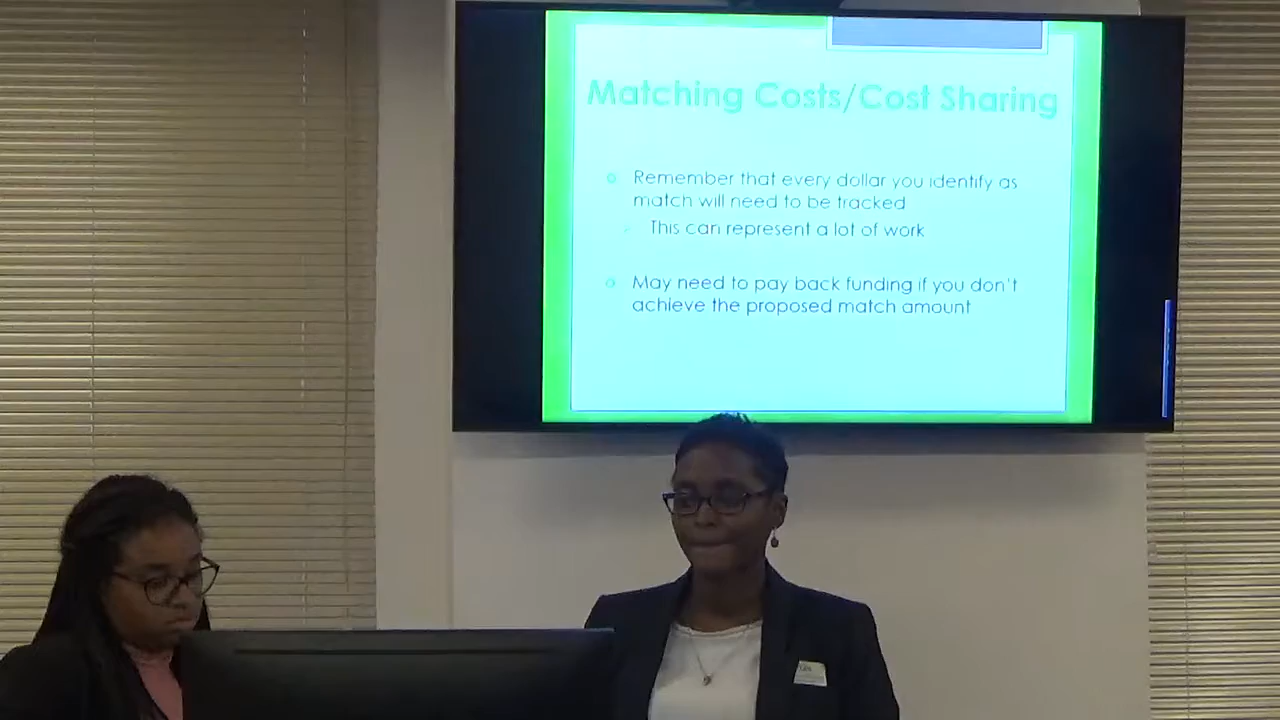 Matching Costs/Cost Sharing
Remember that every dollar you identify as
match will need to be tracked
This can represent a lot of work
May need to pay back funding if you don't
achieve the proposed match amount